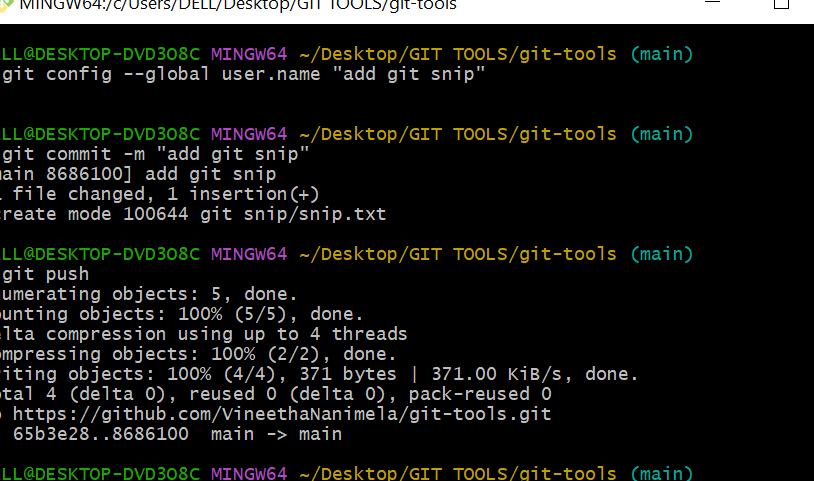 MINGW64:/c/Users/DELL/Desktop/GIT TOOLS/git-tools
LL@DESKTOP-DVD3O8C MINGW64 ~/Desktop/GIT TOOLS/git-tools (main)
git config --global user.name "add git snip"
LL@DESKTOP-DVD3O8C MINGW64 ~/Desktop/GIT TOOLS/git-tools (main)
git commit -m "add git snip"
ain 8686100] add git snip
file changed, 1 insertion(+)
reate mode 100644 git snip/snip.txt
LL@DESKTOP-DVD3O8C MINGW64 ~/Desktop/GIT TOOLS/git-tools (main)
git push
umerating objects: 5, done.
unting objects: 100% (5/5), done.
lta compression using up to 4 threads
mpressing objects: 100% (2/2), done.
iting objects: 100% (4/4), 371 bytes | 371.00 KiB/s, done.
tal 4 (delta 0), reused 0 (delta 0), pack-reused 0
https://github.com/VineethaNanimela/git-tools.git
65b3e28..8686100  main -> main
LL@DESKTOP-DVD3O8C MINGW64 ~/Desktop/GIT TOOLS/git-tools (main)